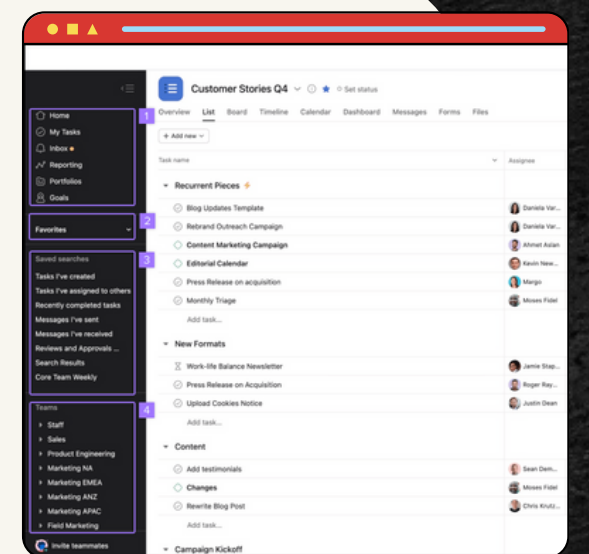 Customer Stories Q4
Set status
Overview List Board Timeline Calendar Dashboard Messages Forms Files
+ Add new
Task name
Assignee
Home
My Tasks
Inbox
Reporting
Portfolios
Goals
1
Favorites
2
Saved searches
3
Tasks I've created
Tasks I've assigned to others
Recently completed tasks
Messages I've sent
Messages I've received
Reviews and Approvals ...
Search Results
Core Team Weekly
Teams
4
Staff
Sales
Product Engineering
Marketing NA
Marketing EMEA
Marketing ANZ
Marketing APAC
Field Marketing
Invite teammates
Recurrent Pieces
Blog Updates Template Daniela Var...
Rebrand Outreach Campaign Daniela Var...
Content Marketing Campaign Ahmet Aslan
Editorial Calendar Kevin New...
Press Release on acquisition Margo
Monthly Triage Moses Fidel
Add task...
New Formats
Work-life Balance Newsletter Jamie Stap...
Press Release on Acquisition Roger Ray...
Upload Cookies Notice Justin Dean
Add task...
Content
Add testimonials Sean Dem...
Changes Moses Fidel
Rewrite Blog Post Chris Krutz...
Add task...
Campaign Kickoff